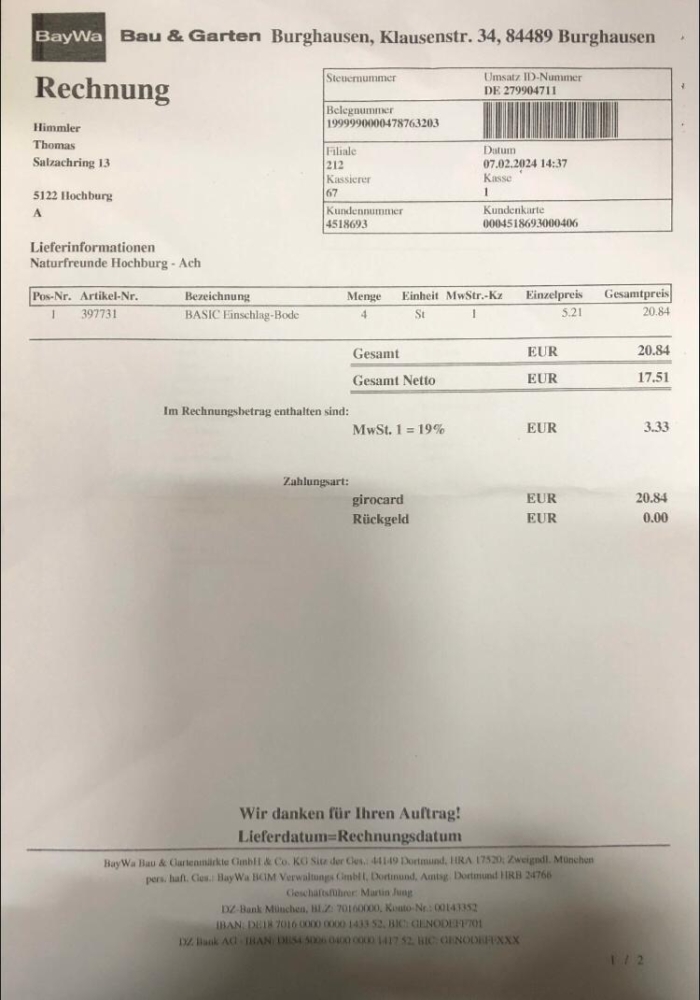 BayWa Bau & Garten Burghausen, Klausenstr. 34, 84489 Burghausen
Rechnung
Himmler
Thomas
Salzachring 13
5122 Hochburg
A
Steuernummer Umsatz ID-Nummer
DE 279904711
Belegnummer
1999990000478763203
Filiale Datum
212 07.02.2024 14:37
Kassierer Kasse
67 1
Kundennummer Kundenkarte
4518693 0004518693000406
Lieferinformationen
Naturfreunde Hochburg - Ach
Pos-Nr. Artikel-Nr. Bezeichnung Menge Einheit MwStr.-Kz Einzelpreis Gesamtpreis
1 397731 BASIC Einschlag-Bode 4 St 1 5.21 20.84
Gesamt EUR 20.84
Gesamt Netto EUR 17.51
Im Rechnungsbetrag enthalten sind:
MwSt. 1 = 19% EUR 3.33
Zahlungsart:
girocard EUR 20.84
Rückgeld EUR 0.00
Wir danken für Ihren Auftrag!
Lieferdatum=Rechnungsdatum
BayWa Bau & Gartenmärkte GmbH & Co. KG Sitz der Ges.: 44149 Dortmund, HRA 17520; Zweigndl. München
pers. haft. Ges.: BayWa BGM Verwaltungs GmbH, Dortmund, Amtsg. Dortmund HRB 24766
Geschäftsführer: Martin Jung
DZ-Bank München, BLZ: 70160000, Konto-Nr.: 00143352
IBAN: DE18 7016 0000 0000 1433 52, BIC: GENODEFF701
DZ Bank AG - IBAN: DE54 5006 0400 0000 1417 52, BIC: GENODEFFXXX
1 / 2